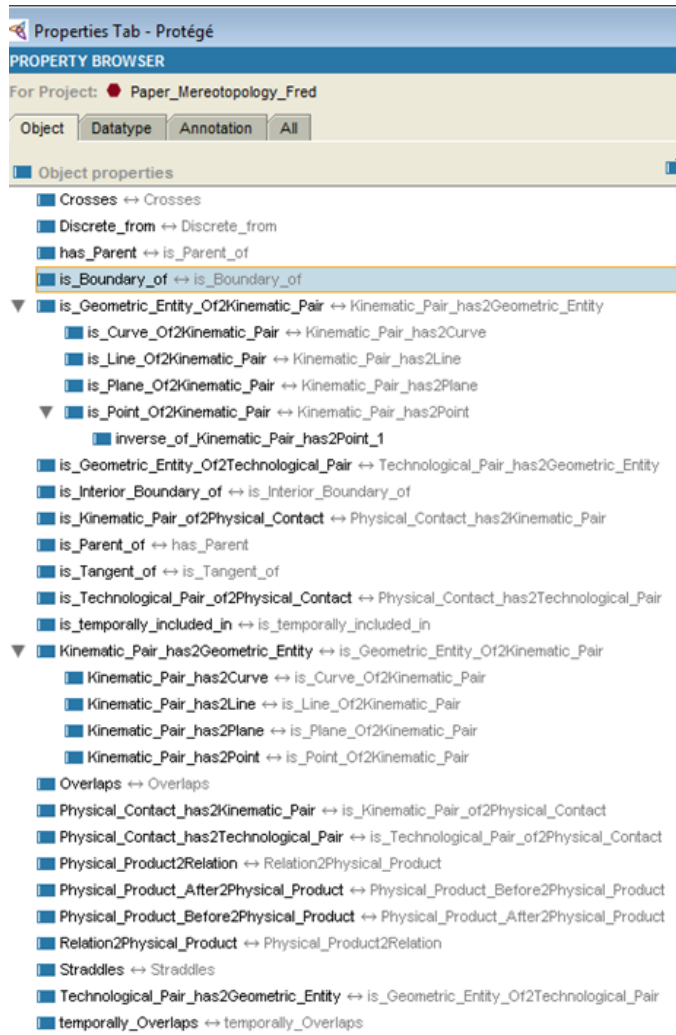 Properties Tab - Protégé
PROPERTY BROWSER
For Project: Paper_Mereotopology_Fred
Object Datatype Annotation All
Object properties
Crosses ↔ Crosses
Discrete_from ↔ Discrete_from
has_Parent ↔ is_Parent_of
is_Boundary_of ↔ is_Boundary_of
is_Geometric_Entity_Of2Kinematic_Pair ↔ Kinematic_Pair_has2Geometric_Entity
is_Curve_Of2Kinematic_Pair ↔ Kinematic_Pair_has2Curve
is_Line_Of2Kinematic_Pair ↔ Kinematic_Pair_has2Line
is_Plane_Of2Kinematic_Pair ↔ Kinematic_Pair_has2Plane
is_Point_Of2Kinematic_Pair ↔ Kinematic_Pair_has2Point
inverse_of_Kinematic_Pair_has2Point_1
is_Geometric_Entity_Of2Technological_Pair ↔ Technological_Pair_has2Geometric_Entity
is_Interior_Boundary_of ↔ is_Interior_Boundary_of
is_Kinematic_Pair_of2Physical_Contact ↔ Physical_Contact_has2Kinematic_Pair
is_Parent_of ↔ has_Parent
is_Tangent_of ↔ is_Tangent_of
is_Technological_Pair_of2Physical_Contact ↔ Physical_Contact_has2Technological_Pair
is_temporally_included_in ↔ is_temporally_included_in
Kinematic_Pair_has2Geometric_Entity ↔ is_Geometric_Entity_Of2Kinematic_Pair
Kinematic_Pair_has2Curve ↔ is_Curve_Of2Kinematic_Pair
Kinematic_Pair_has2Line ↔ is_Line_Of2Kinematic_Pair
Kinematic_Pair_has2Plane ↔ is_Plane_Of2Kinematic_Pair
Kinematic_Pair_has2Point ↔ is_Point_Of2Kinematic_Pair
Overlaps ↔ Overlaps
Physical_Contact_has2Kinematic_Pair ↔ is_Kinematic_Pair_of2Physical_Contact
Physical_Contact_has2Technological_Pair ↔ is_Technological_Pair_of2Physical_Contact
Physical_Product2Relation ↔ Relation2Physical_Product
Physical_Product_After2Physical_Product ↔ Physical_Product_Before2Physical_Product
Physical_Product_Before2Physical_Product ↔ Physical_Product_After2Physical_Product
Relation2Physical_Product ↔ Physical_Product2Relation
Straddles ↔ Straddles
Technological_Pair_has2Geometric_Entity ↔ is_Geometric_Entity_Of2Technological_Pair
temporally_Overlaps ↔ temporally_Overlaps